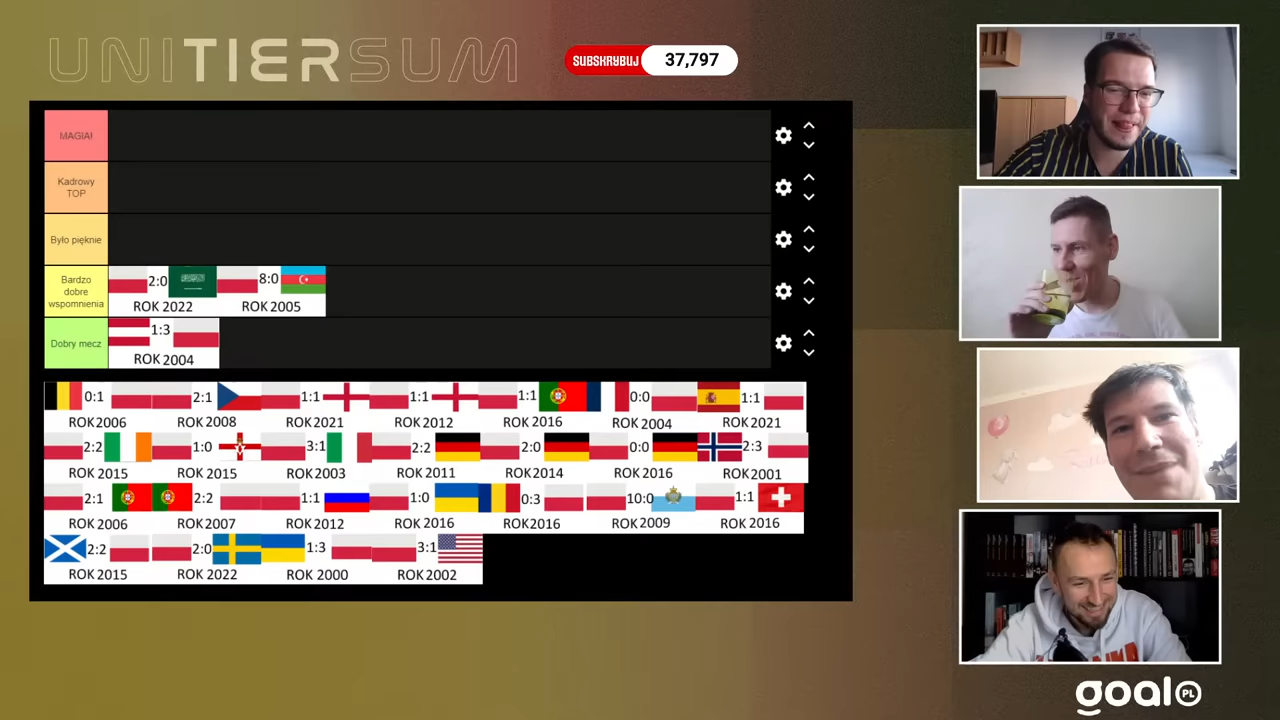 UNITIERSUM
SUBSKRYBUJ 37,797
MAGIA!
Kadrowy
TOP
Było pięknie
Bardzo
dobre
wspomnienia
2:0 8:0
ROK 2022 ROK 2005
Dobry mecz
1:3
ROK 2004
0:1 2:1 1:1 1:1 1:1 0:0 1:1
ROK 2006 ROK 2008 ROK 2021 ROK 2012 ROK 2016 ROK 2004 ROK 2021
2:2 1:0 3:1 2:2 2:0 0:0 2:3
ROK 2015 ROK 2015 ROK 2003 ROK 2011 ROK 2014 ROK 2016 ROK 2001
2:1 2:2 1:1 1:0 0:3 10:0 1:1
ROK 2006 ROK 2007 ROK 2012 ROK 2016 ROK2016 ROK 2009 ROK 2016
2:2 2:0 1:3 3:1
ROK 2015 ROK 2022 ROK 2000 ROK 2002
goal PL